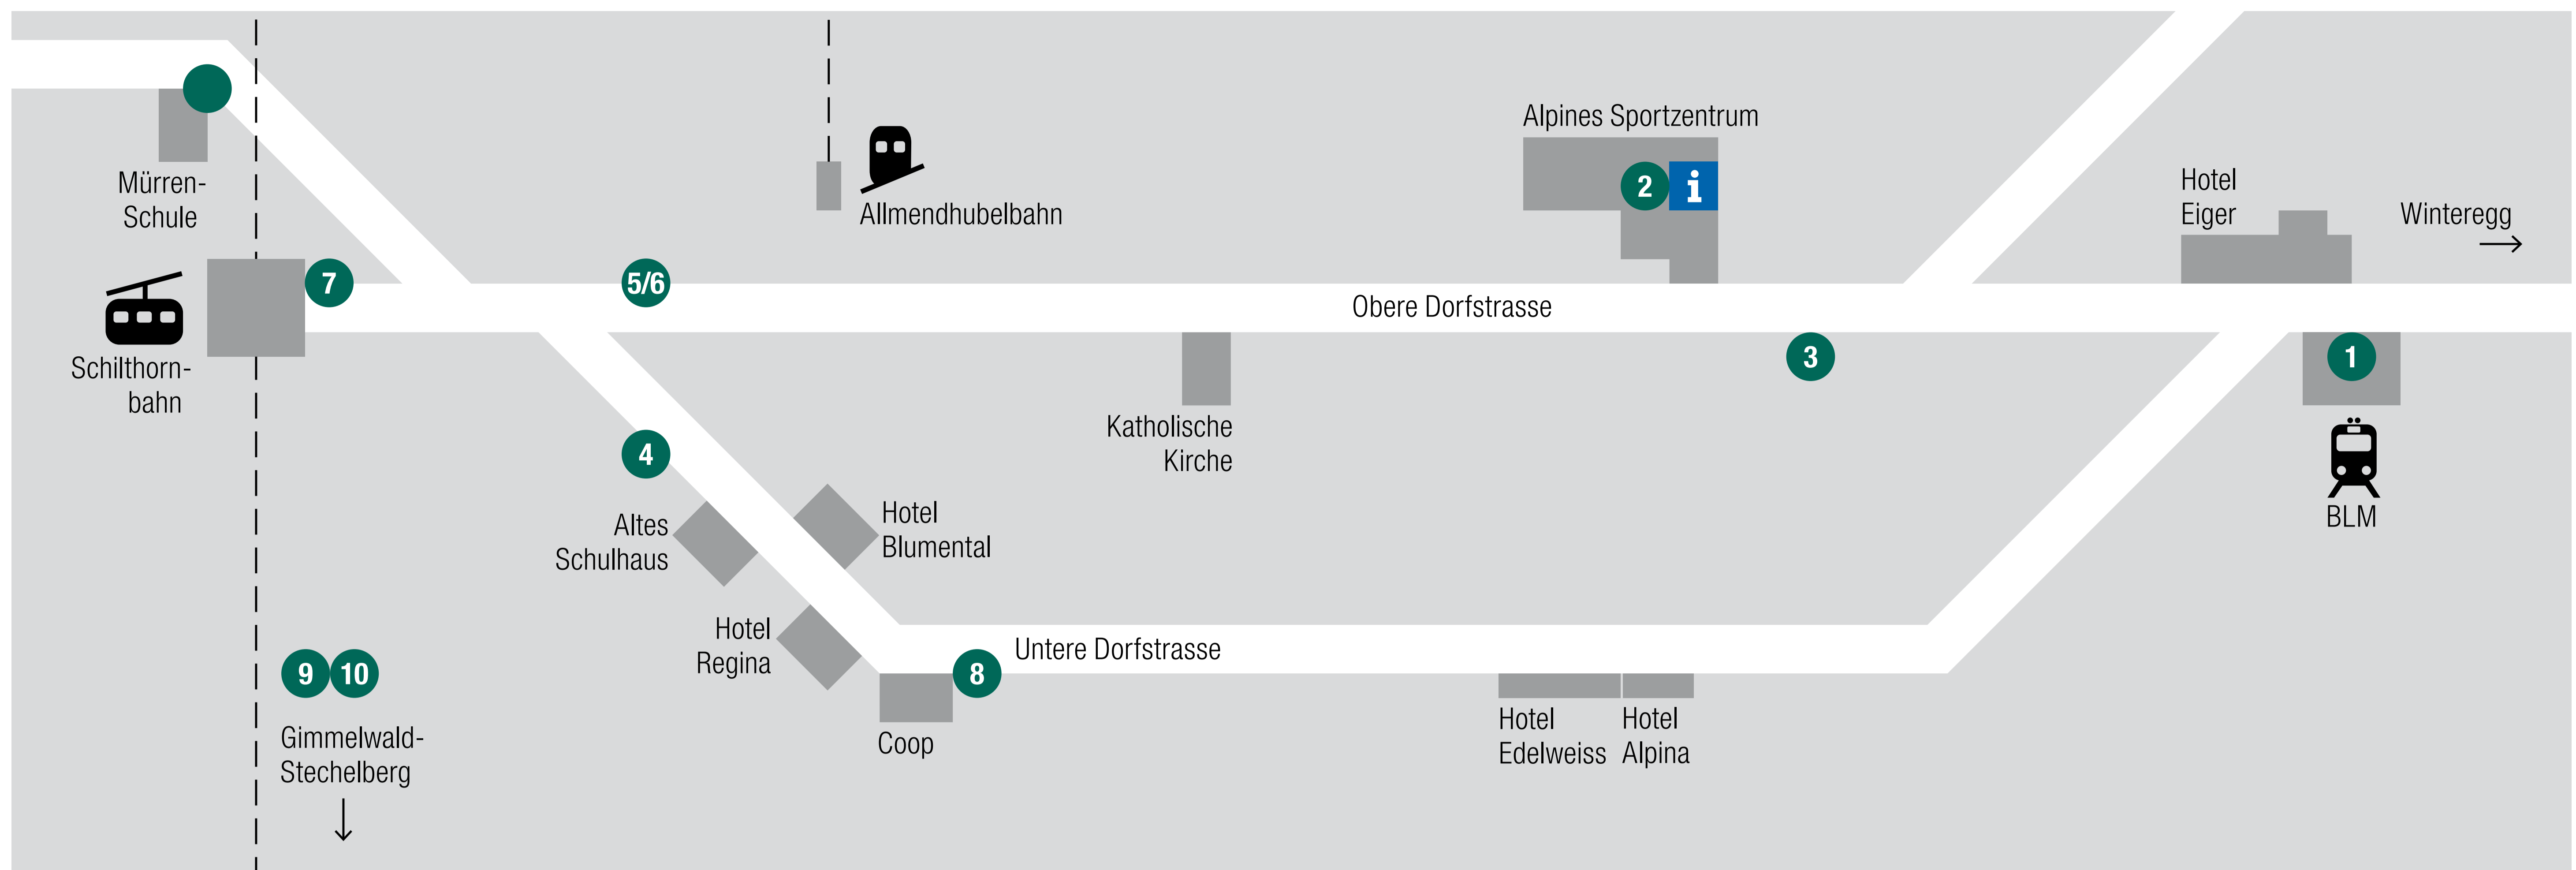 Alpines Sportzentrum
Mürren-
Schule
2
i
Hotel
Eiger
Winteregg
Allmendhubelbahn
7
5/6
Obere Dorfstrasse
Schilthorn-
bahn
3
1
Katholische
Kirche
4
BLM
Altes
Schulhaus
Hotel
Blumental
Hotel
Regina
Untere Dorfstrasse
9
10
8
Gimmelwald-
Stechelberg
Coop
Hotel
Edelweiss
Hotel
Alpina